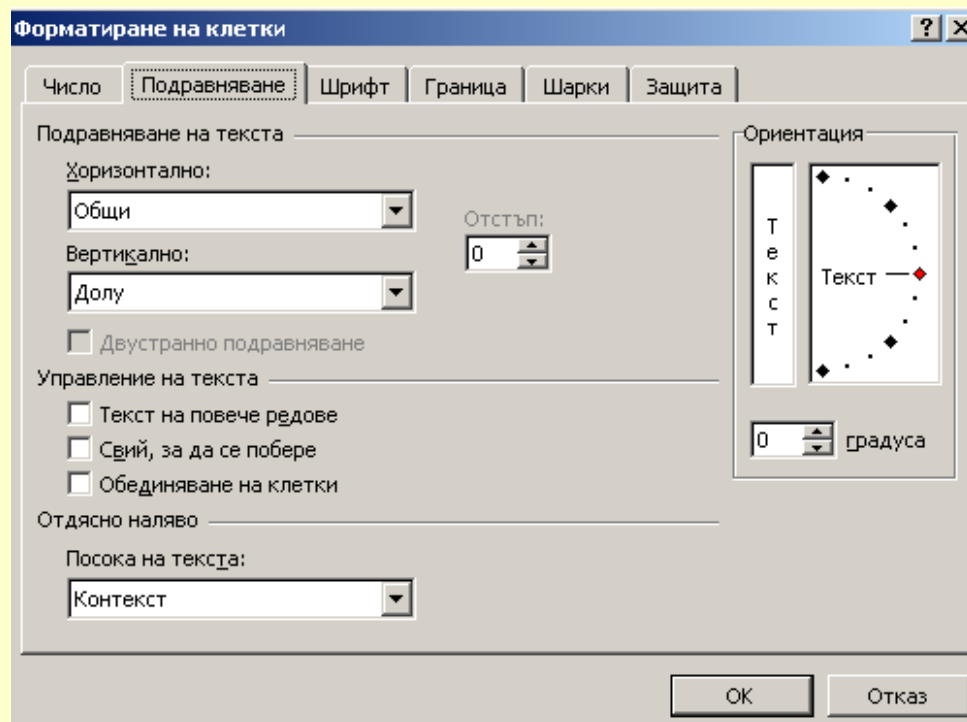 Форматиране на клетки
Число Подравняване Шрифт Граница Шарки Защита
Подравняване на текста
Хоризонтално:
Общи
Отстъп:
0
Вертикално:
Долу
Двустранно подравняване
Управление на текста
Текст на повече редове
Свий, за да се побере
Обединяване на клетки
Отдясно наляво
Посока на текста:
Контекст
Ориентация
Текст
Текст
0 градуса
OK Отказ